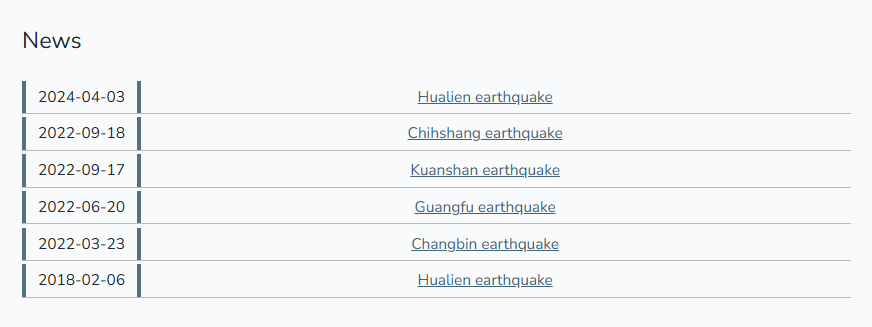 News
2024-04-03 Hualien earthquake
2022-09-18 Chihshang earthquake
2022-09-17 Kuanshan earthquake
2022-06-20 Guangfu earthquake
2022-03-23 Changbin earthquake
2018-02-06 Hualien earthquake